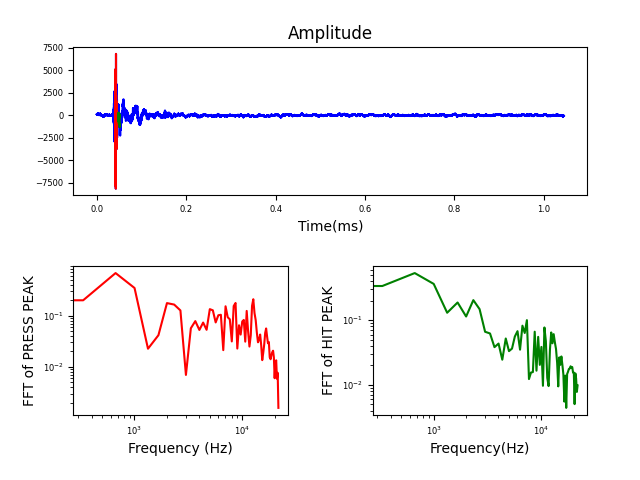 Amplitude
7500
5000
2500
0
−2500
−5000
−7500
0.0 0.2 0.4 0.6 0.8 1.0
Time(ms)
FFT of PRESS PEAK
10⁻¹
10⁻²
10³ 10⁴
Frequency (Hz)
FFT of HIT PEAK
10⁻¹
10⁻²
10³ 10⁴
Frequency(Hz)